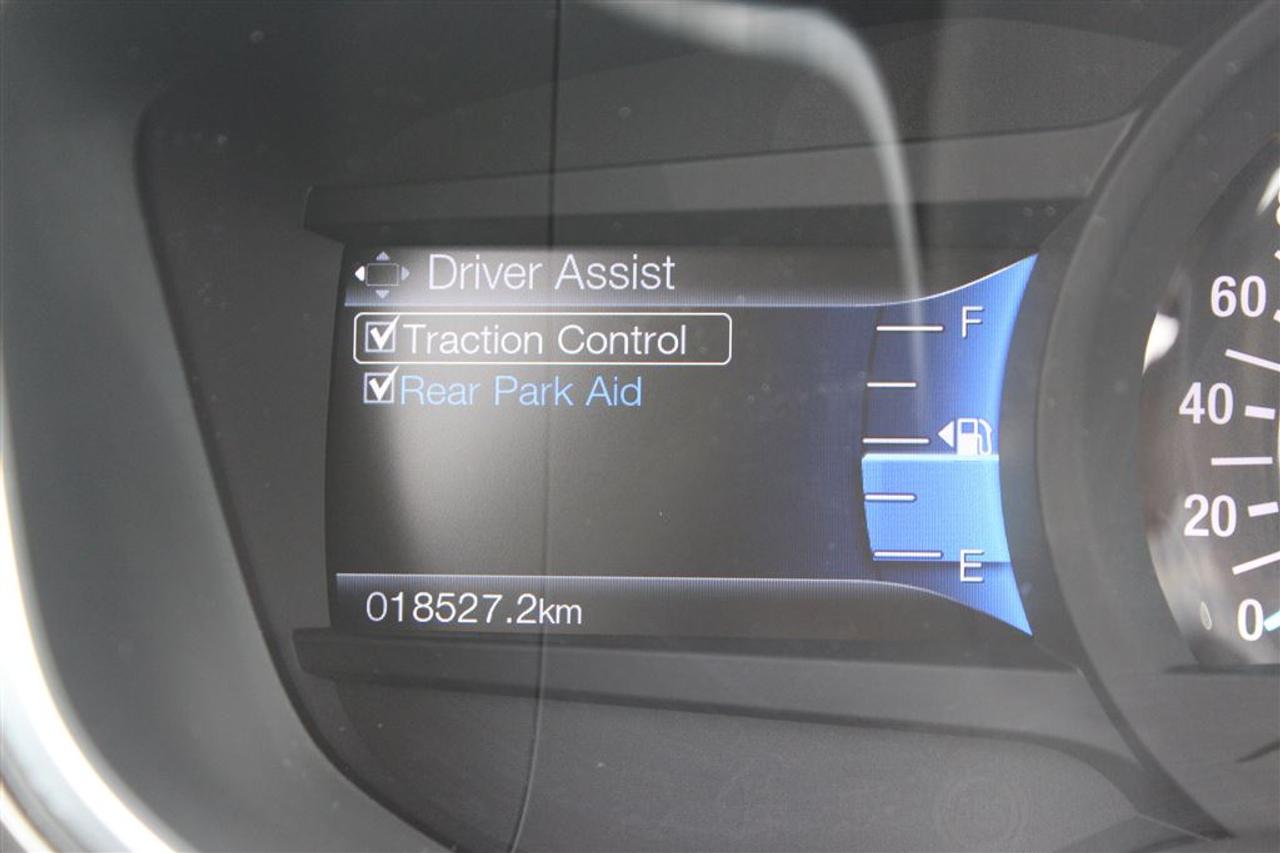 Driver Assist
Traction Control
Rear Park Aid
F
E
018527.2km
60
40
20
0